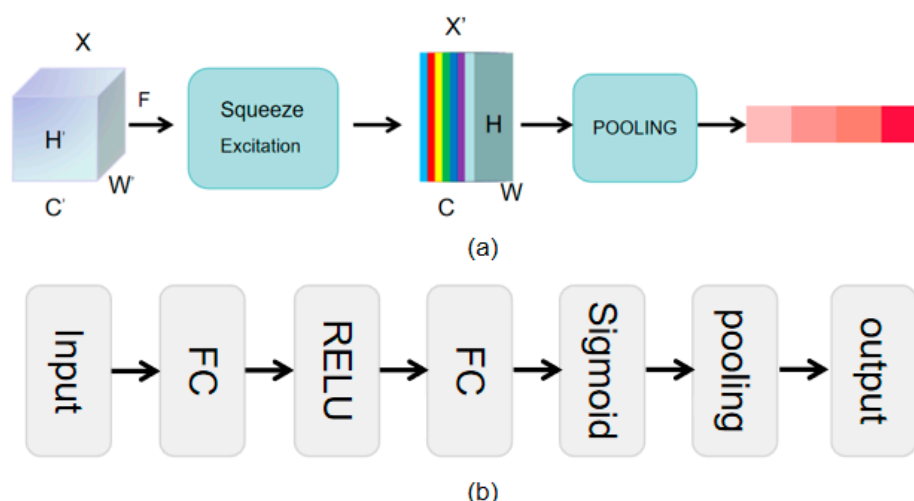 X
X'
F
Squeeze
Excitation
H'
H
POOLING
W'
W
C'
C
(a)
Input
FC
RELU
FC
Sigmoid
pooling
output
(b)